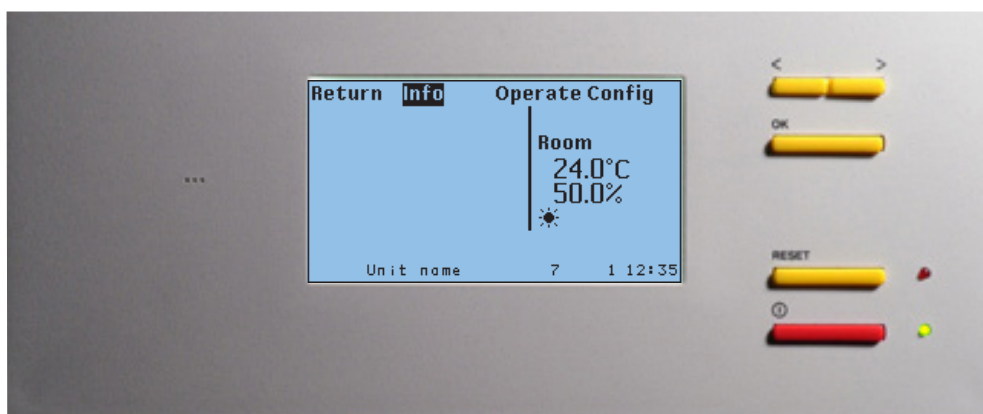 < >
Return Info Operate Config
OK
Room
24.0°C
50.0%
RESET
Unit name 7 1 12:35